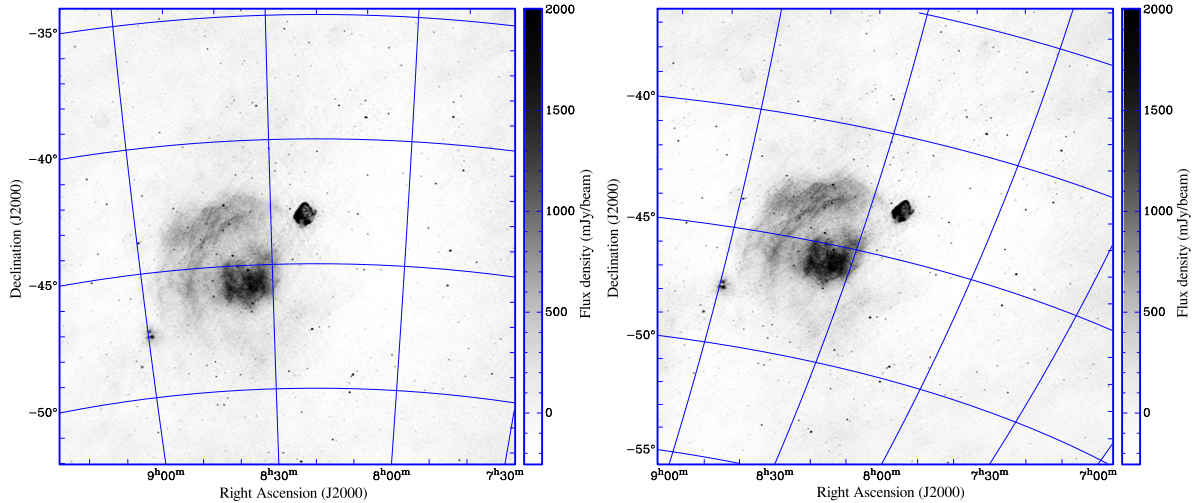 −35°
−40°
−45°
−50°
Declination (J2000)
9ʰ00ᵐ
8ʰ30ᵐ
8ʰ00ᵐ
7ʰ30ᵐ
Right Ascension (J2000)
2000
1500
1000
500
0
Flux density (mJy/beam)
−40°
−45°
−50°
−55°
Declination (J2000)
9ʰ00ᵐ
8ʰ30ᵐ
8ʰ00ᵐ
7ʰ30ᵐ
7ʰ00ᵐ
Right Ascension (J2000)
2000
1500
1000
500
0
Flux density (mJy/beam)